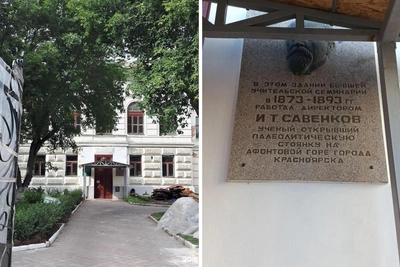 В ЭТОМ ЗДАНИИ БЫВШЕЙ
УЧИТЕЛЬСКОЙ СЕМИНАРИИ
в 1873-1893 гг
РАБОТАЛ ДИРЕКТОРОМ
И.Т.САВЕНКОВ
УЧЕНЫЙ ОТКРЫВШИЙ
ПАЛЕОЛИТИЧЕСКУЮ
СТОЯНКУ НА
АФОНТОВОЙ ГОРЕ ГОРОДА
КРАСНОЯРСКА